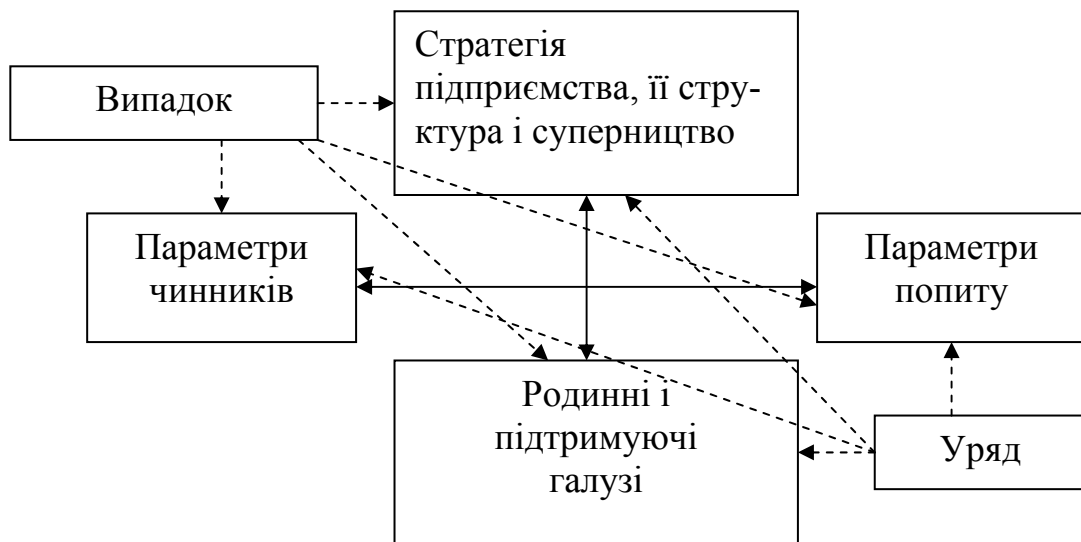 Стратегія
підприємства, її стру-
ктура і суперництво
Випадок
Параметри
чинників
Параметри
попиту
Родинні і
підтримуючі
галузі
Уряд